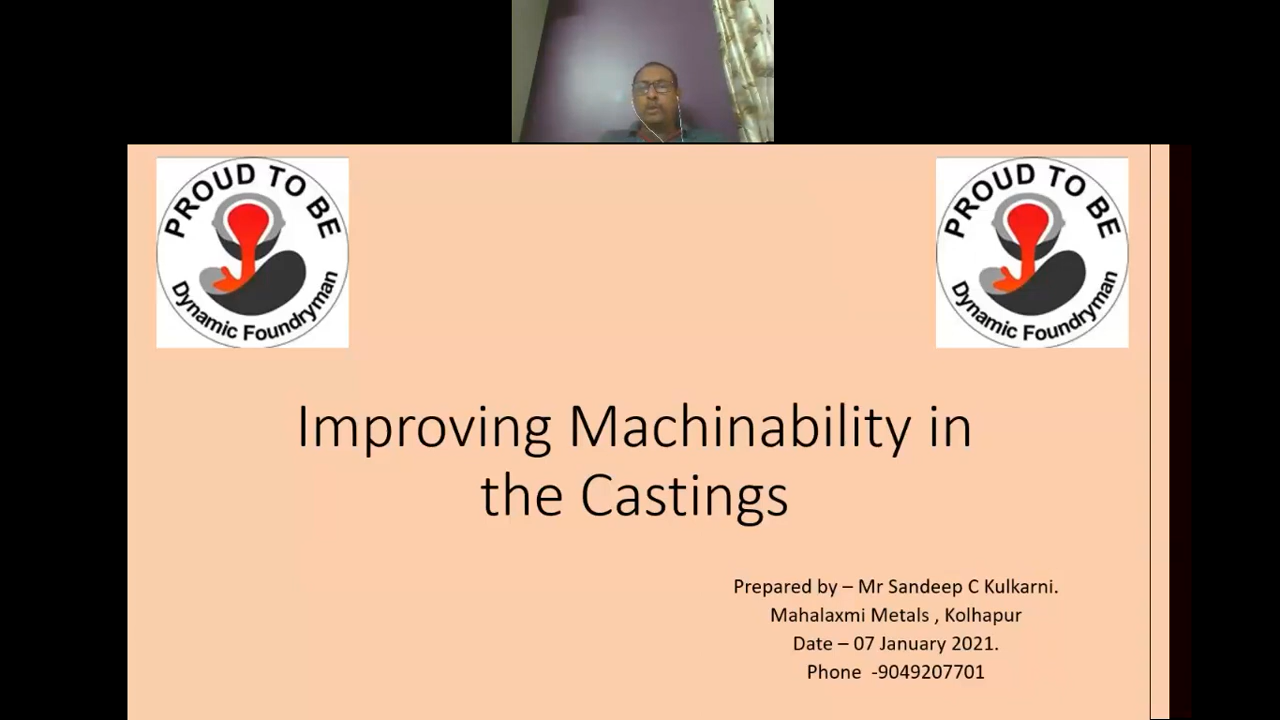 PROUD TO BE
Dynamic Foundryman
PROUD TO BE
Dynamic Foundryman
Improving Machinability in
the Castings
Prepared by – Mr Sandeep C Kulkarni.
Mahalaxmi Metals , Kolhapur
Date – 07 January 2021.
Phone  -9049207701